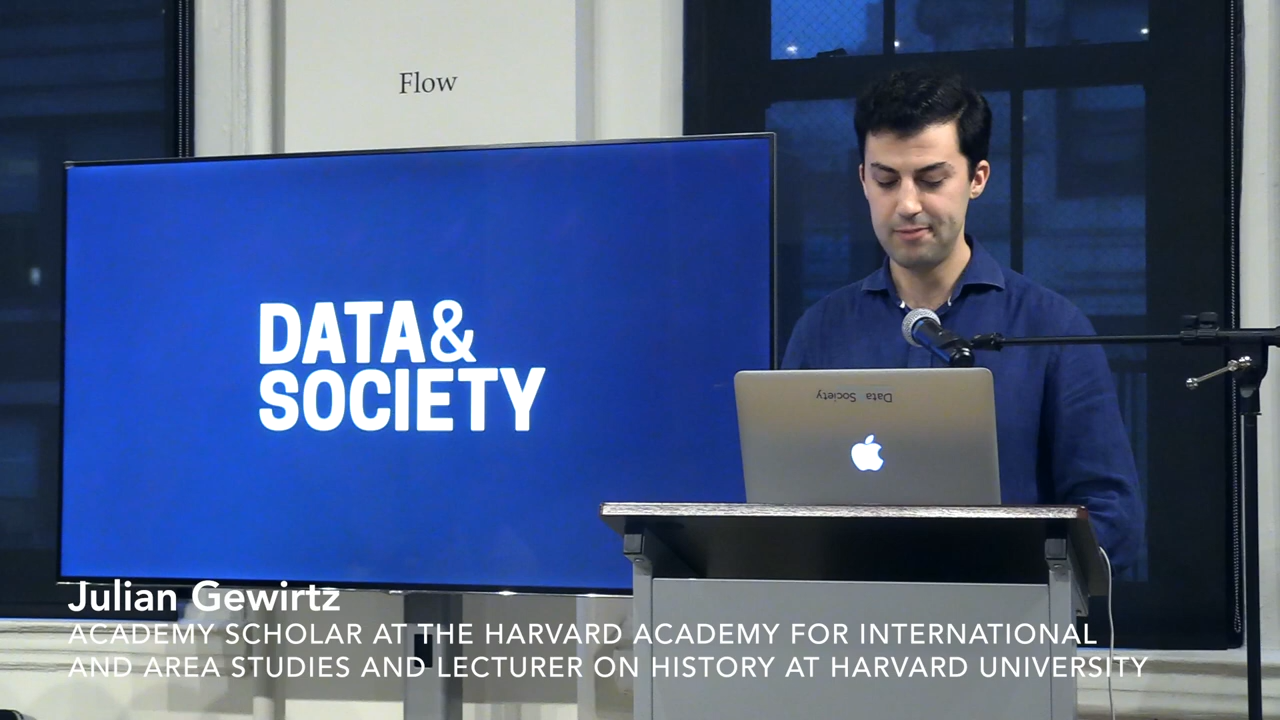 Flow
DATA&
SOCIETY
Data Society
Julian Gewirtz
ACADEMY SCHOLAR AT THE HARVARD ACADEMY FOR INTERNATIONAL
AND AREA STUDIES AND LECTURER ON HISTORY AT HARVARD UNIVERSITY